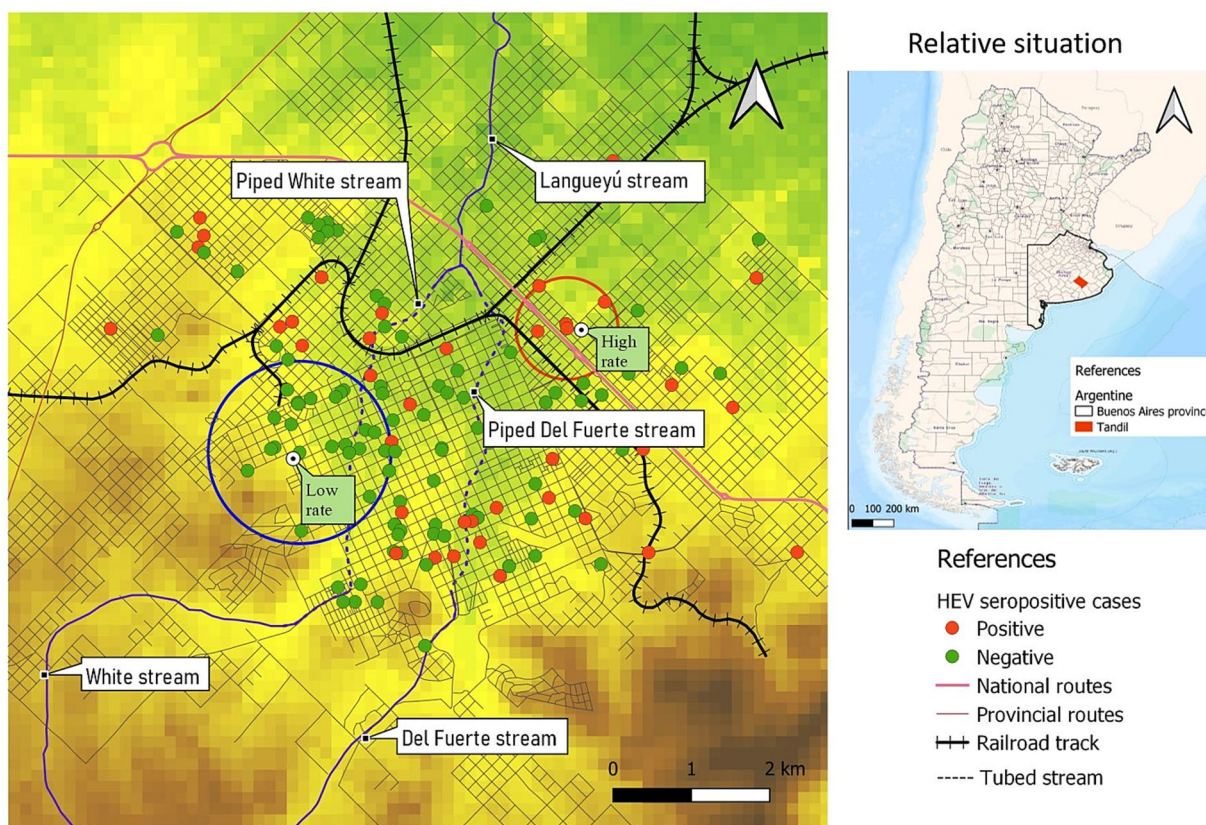 Relative situation
Piped White stream
Langueyú stream
High
rate
Piped Del Fuerte stream
Low
rate
White stream
Del Fuerte stream
0 1 2 km
References
Argentine
Buenos Aires provinc
Tandil
0 100 200 km
References
HEV seropositive cases
Positive
Negative
National routes
Provincial routes
Railroad track
Tubed stream